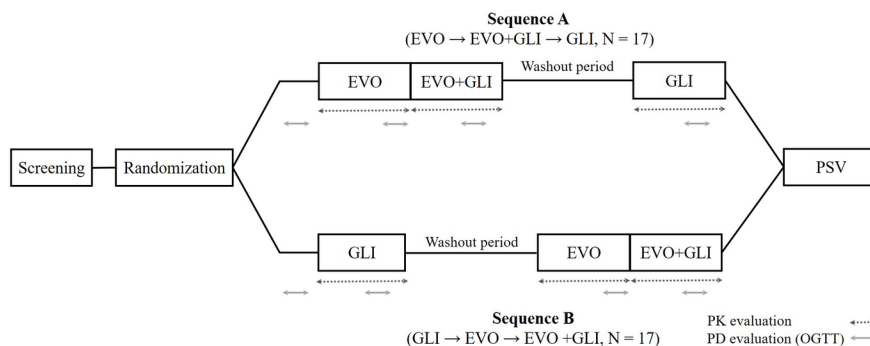 Sequence A
(EVO → EVO+GLI → GLI, N = 17)
EVO
EVO+GLI
Washout period
GLI
Screening
Randomization
PSV
GLI
Washout period
EVO
EVO+GLI
Sequence B
(GLI → EVO → EVO +GLI, N = 17)
PK evaluation
PD evaluation (OGTT)